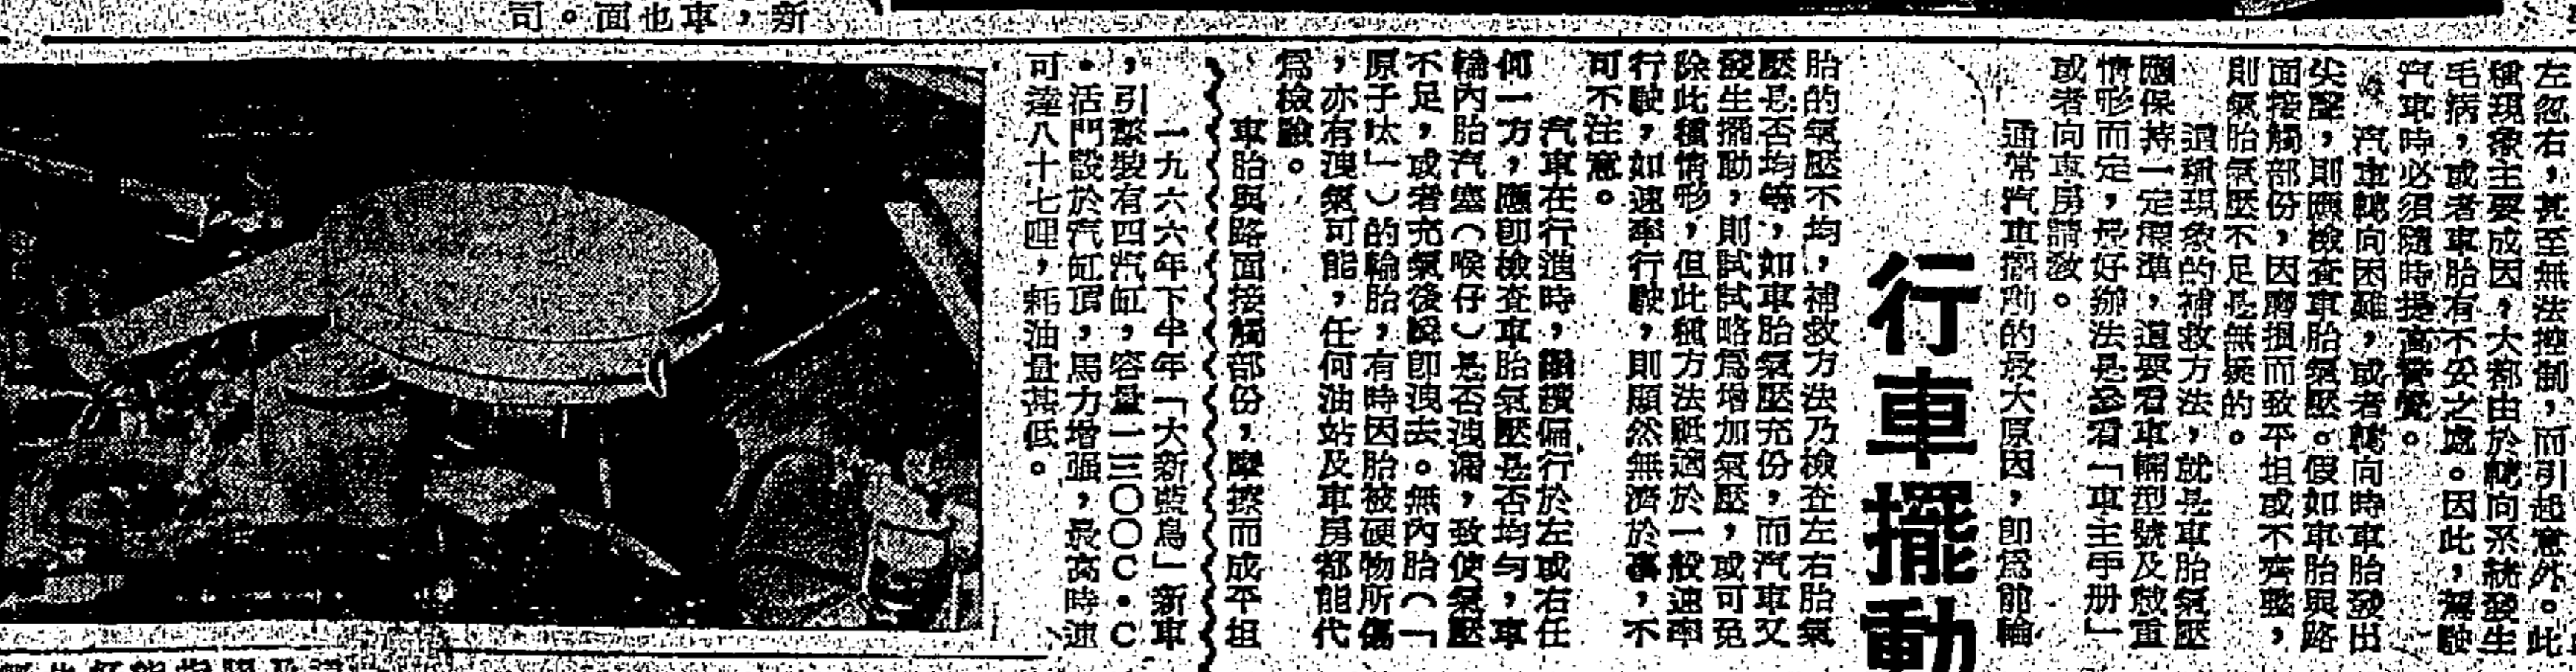 司。面也車，新
左忽右，甚至無法控制，而引起意外。此
種現象主要成因，大都由於轉向系統發生
毛病，或者車胎有不妥之處。因此，駕駛
汽車時必須隨時提高警覺。
汽車轉向困難，或者轉向時車胎發出
尖聲，則應檢查車胎氣壓。假如車胎與路
面接觸部份，因磨損而致平坦或不齊整，
則氣胎氣壓不足是無疑的。
這種現象的補救方法，就是車胎氣壓
應保持一定標準，這要看車輛型號及載重
情形而定，最好辦法是參看「車主手册」
或者向車房請敎。
通常汽車擺動的最大原因，卽爲前輪
行車擺動
胎的氣壓不均，補救方法乃檢查左右胎氣
壓是否均等，如車胎氣壓充份，而汽車又
發生擺動，則試試略爲增加氣壓，或可免
除此種情形，但此種方法祗適於一般速率
行駛，如速率行駛，則顯然無濟於事，不
可不注意。
汽車在行進時，繼續偏行於左或右任
何一方，應卽檢查車胎氣壓是否均勻，車
輪內胎汽塞（喉仔）是否洩漏，致使氣壓
不足，或者充氣後瞬卽洩去。無內胎（「
原子呔」）的輪胎，有時因胎被硬物所傷
，亦有洩氣可能，任何油站及車房都能代
爲檢驗。
車胎與路面接觸部份，磨擦而成平坦
一九六六年下半年「大新藍鳥」新車
，引擎裝有四汽缸，容量一三〇〇C·C
·活門設於汽缸頂，馬力增强，最高時速
可達八十七哩，耗油量甚低。